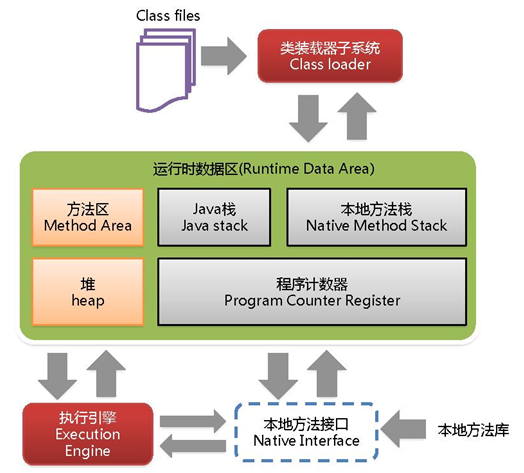 Class files
类装载器子系统
Class loader
运行时数据区(Runtime Data Area)
方法区
Method Area
Java栈
Java stack
本地方法栈
Native Method Stack
堆
heap
程序计数器
Program Counter Register
执行引擎
Execution
Engine
本地方法接口
Native Interface
本地方法库